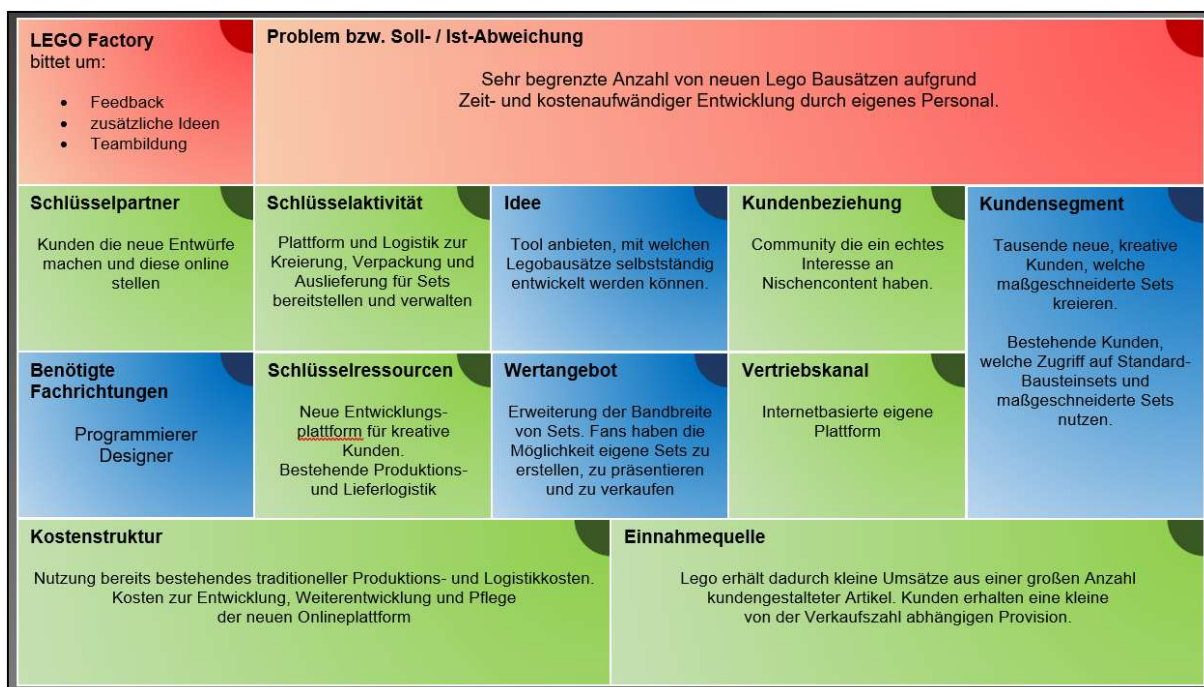 LEGO Factory
bittet um:
• Feedback
• zusätzliche Ideen
• Teambildung
Problem bzw. Soll- / Ist-Abweichung
Sehr begrenzte Anzahl von neuen Lego Bausätzen aufgrund
Zeit- und kostenaufwändiger Entwicklung durch eigenes Personal.
Schlüsselpartner
Kunden die neue Entwürfe
machen und diese online
stellen
Schlüsselaktivität
Plattform und Logistik zur
Kreierung, Verpackung und
Auslieferung für Sets
bereitstellen und verwalten
Idee
Tool anbieten, mit welchen
Legobausätze selbstständig
entwickelt werden können.
Kundenbeziehung
Community die ein echtes
Interesse an
Nischencontent haben.
Kundensegment
Tausende neue, kreative
Kunden, welche
maßgeschneiderte Sets
kreieren.
Bestehende Kunden,
welche Zugriff auf Standard-
Bausteinsets und
maßgeschneiderte Sets
nutzen.
Benötigte
Fachrichtungen
Programmierer
Designer
Schlüsselressourcen
Neue Entwicklungs-
plattform für kreative
Kunden.
Bestehende Produktions-
und Lieferlogistik
Wertangebot
Erweiterung der Bandbreite
von Sets. Fans haben die
Möglichkeit eigene Sets zu
erstellen, zu präsentieren
und zu verkaufen
Vertriebskanal
Internetbasierte eigene
Plattform
Kostenstruktur
Nutzung bereits bestehendes traditioneller Produktions- und Logistikkosten.
Kosten zur Entwicklung, Weiterentwicklung und Pflege
der neuen Onlineplattform
Einnahmequelle
Lego erhält dadurch kleine Umsätze aus einer großen Anzahl
kundengestalteter Artikel. Kunden erhalten eine kleine
von der Verkaufszahl abhängigen Provision.